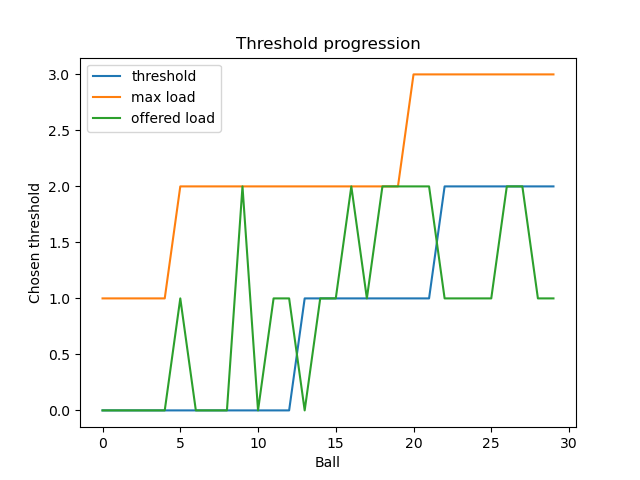 Threshold progression
threshold
max load
offered load
Chosen threshold
3.0
2.5
2.0
1.5
1.0
0.5
0.0
0 5 10 15 20 25 30
Ball